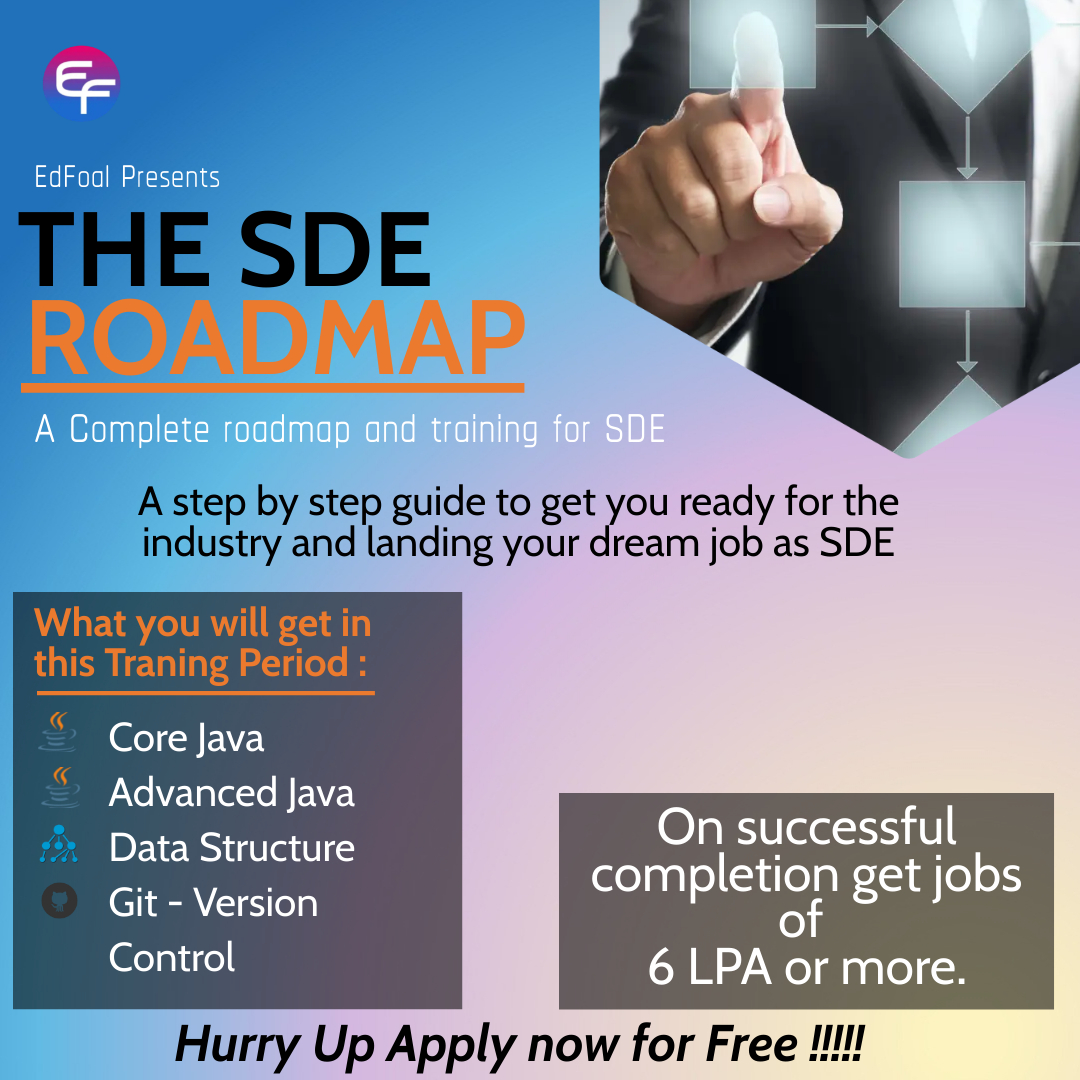 EF
EdFoal Presents
THE SDE
ROADMAP
A Complete roadmap and training for SDE
A step by step guide to get you ready for the
industry and landing your dream job as SDE
What you will get in
this Traning Period :
Core Java
Advanced Java
Data Structure
Git - Version
Control
On successful
completion get jobs
of
6 LPA or more.
Hurry Up Apply now for Free !!!!!